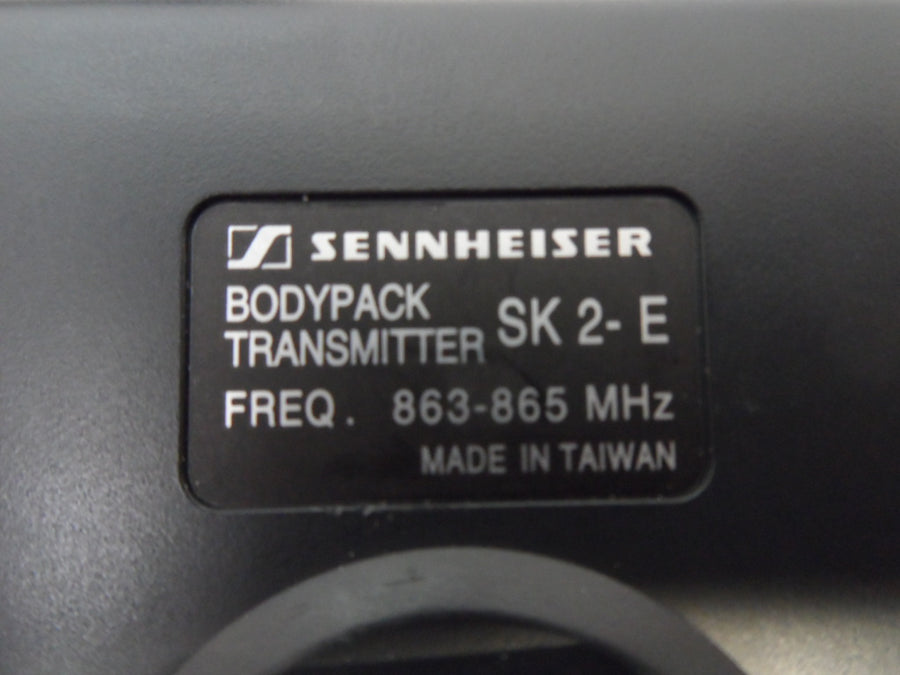 SENNHEISER
BODYPACK
TRANSMITTER SK 2- E
FREQ. 863-865 MHz
MADE IN TAIWAN